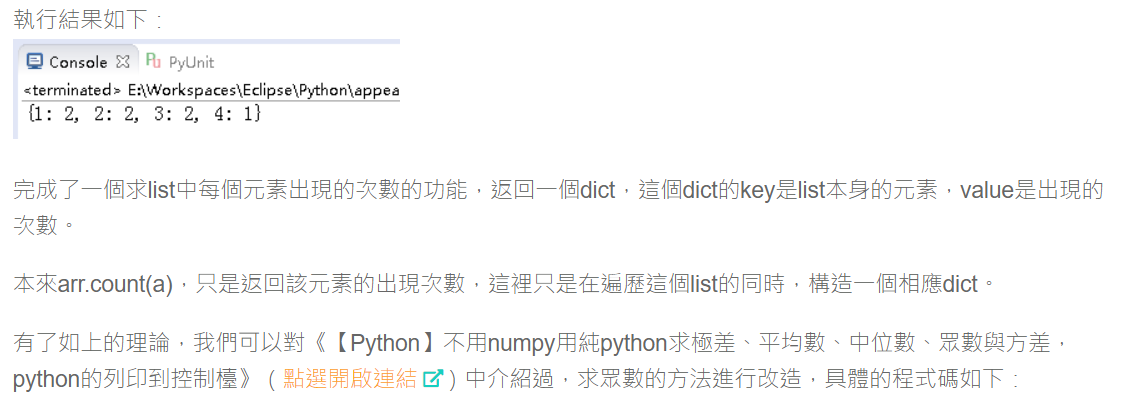 執行結果如下：
Console PyUnit
<terminated> E:\Workspaces\Eclipse\Python\appea
{1: 2, 2: 2, 3: 2, 4: 1}
完成了一個求list中每個元素出現的次數的功能，返回一個dict，這個dict的key是list本身的元素，value是出現的
次數。
本來arr.count(a)，只是返回該元素的出現次數，這裡只是在遍歷這個list的同時，構造一個相應dict。
有了如上的理論，我們可以對《【Python】不用numpy用純python求極差、平均數、中位數、眾數與方差，
python的列印到控制檯》（點選開啟連結）中介紹過，求眾數的方法進行改造，具體的程式碼如下：